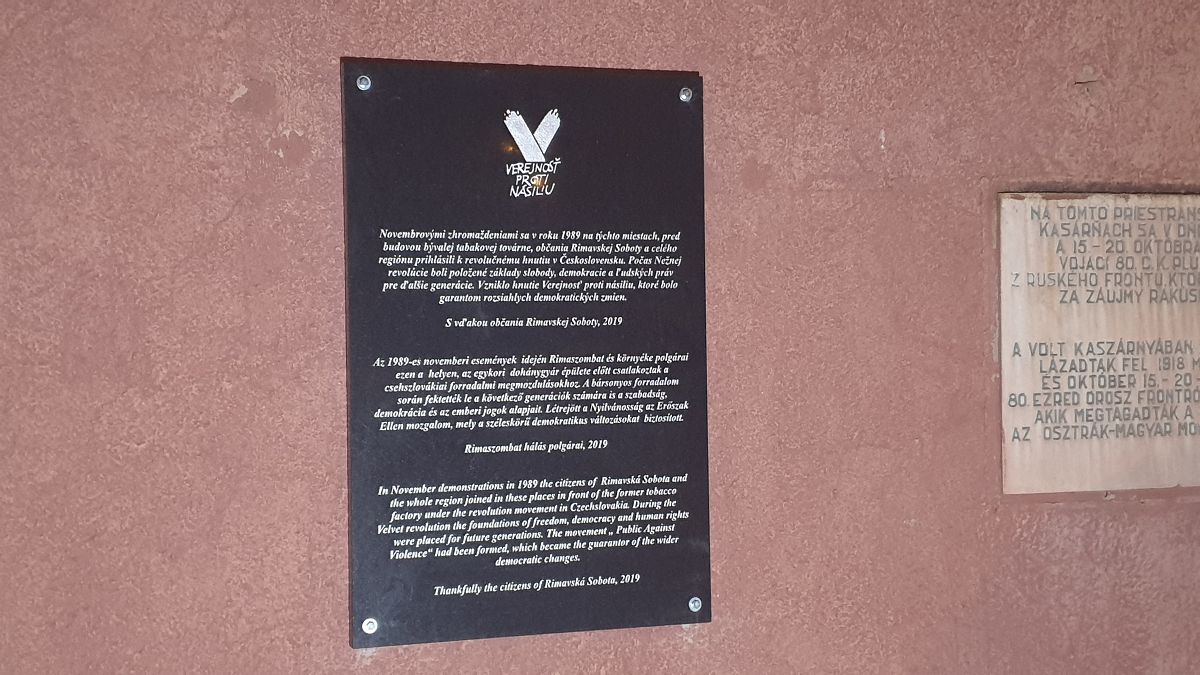 VEREJNOSŤ
PROTI
NÁSILIU
Novembrovými zhromaždeniami sa v roku 1989 na týchto miestach, pred
budovou bývalej tabakovej továrne, občania Rimavskej Soboty a celého
regiónu prihlásili k revolučnému hnutiu v Československu. Počas Nežnej
revolúcie boli položené základy slobody, demokracie a ľudských práv
pre ďaľšie generácie. Vzniklo hnutie Verejnosť proti násiliu, ktoré bolo
garantom rozsiahlych demokratických zmien.
S vďakou občania Rimavskej Soboty, 2019
Az 1989-es novemberi események idején Rimaszombat és környéke polgárai
ezen a helyen, az egykori dohánygyár épülete előtt csatlakoztak a
csehszlovákiai forradalmi megmozdulásokhoz. A bársonyos forradalom
során fektették le a következő generációk számára is a szabadság,
demokrácia és az emberi jogok alapjait. Létrejött a Nyilvánosság az Erőszak
Ellen mozgalom, mely a széleskörű demokratikus változásokat biztosított.
Rimaszombat hálás polgárai, 2019
In November demonstrations in 1989 the citizens of Rimavská Sobota and
the whole region joined in these places in front of the former tobacco
factory under the revolution movement in Czechslovakia. During the
Velvet revolution the foundations of freedom, democracy and human rights
were placed for future generations. The movement „ Public Against
Violence“ had been formed, which became the guarantor of the wider
democratic changes.
Thankfully the citizens of Rimavská Sobota, 2019
NA TOMTO PRIESTRAN
KASÁRŇACH SA V DŇO
A 15 - 20. OKTÓBRA
VOJACI 80. C. K. PLU
Z RUSKÉHO FRONTU, KTO
ZA ZÁUJMY RAKÚS
A VOLT KASZÁRNYÁBAN
LÁZADTAK FEL 1918 M
ÉS OKTÓBER 15. - 20
80. EZRED OROSZ FRONTRÓ
AKIK MEGTAGADTÁK A
AZ OSZTRÁK-MAGYAR MO